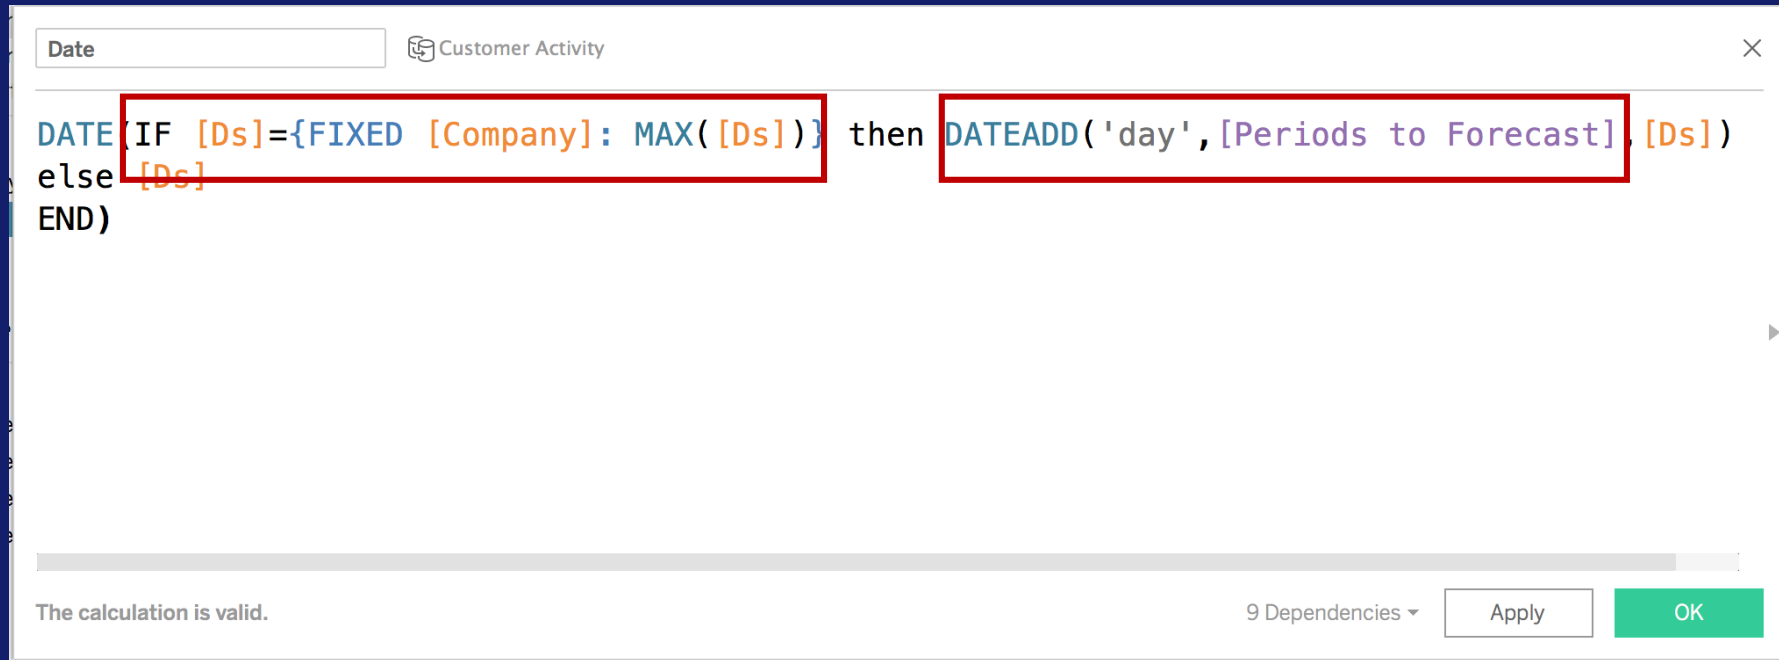 Date
Customer Activity
DATE(IF [Ds]={FIXED [Company]: MAX([Ds])} then DATEADD('day',[Periods to Forecast],[Ds])
else [Ds]
END)
The calculation is valid.
9 Dependencies
Apply
OK